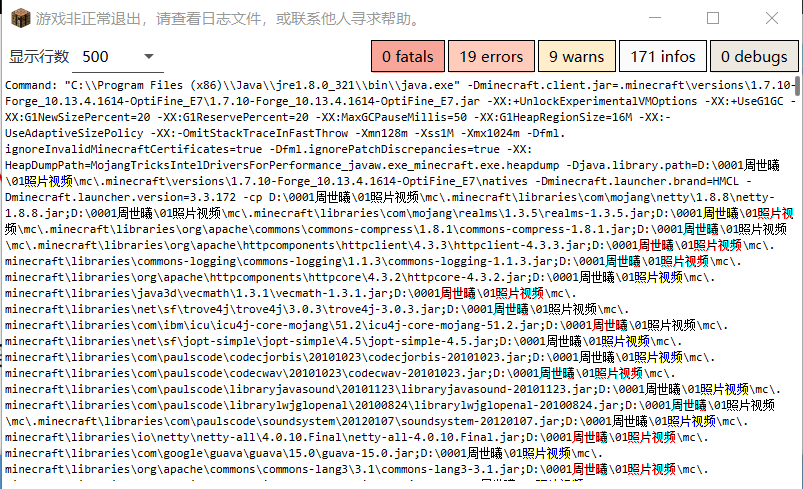 游戏非正常退出，请查看日志文件，或联系他人寻求帮助。
显示行数 500 0 fatals 19 errors 9 warns 171 infos 0 debugs
Command: "C:\\Program Files (x86)\\Java\\jre1.8.0_321\\bin\\java.exe" -Dminecraft.client.jar=.minecraft\versions\1.7.10-
Forge_10.13.4.1614-OptiFine_E7\1.7.10-Forge_10.13.4.1614-OptiFine_E7.jar -XX:+UnlockExperimentalVMOptions -XX:+UseG1GC -
XX:G1NewSizePercent=20 -XX:G1ReservePercent=20 -XX:MaxGCPauseMillis=50 -XX:G1HeapRegionSize=16M -XX:-
UseAdaptiveSizePolicy -XX:-OmitStackTraceInFastThrow -Xmn128m -Xss1M -Xmx1024m -Dfml.
ignoreInvalidMinecraftCertificates=true -Dfml.ignorePatchDiscrepancies=true -XX:
HeapDumpPath=MojangTricksIntelDriversForPerformance_javaw.exe_minecraft.exe.heapdump -Djava.library.path=D:\0001周世曦
\01照片视频\mc\.minecraft\versions\1.7.10-Forge_10.13.4.1614-OptiFine_E7\natives -Dminecraft.launcher.brand=HMCL -
Dminecraft.launcher.version=3.3.172 -cp D:\0001周世曦\01照片视频\mc\.minecraft\libraries\com\mojang\netty\1.8.8\netty-
1.8.8.jar;D:\0001周世曦\01照片视频\mc\.minecraft\libraries\com\mojang\realms\1.3.5\realms-1.3.5.jar;D:\0001周世曦\01照片视
频\mc\.minecraft\libraries\org\apache\commons\commons-compress\1.8.1\commons-compress-1.8.1.jar;D:\0001周世曦\01照片视频
\mc\.minecraft\libraries\org\apache\httpcomponents\httpclient\4.3.3\httpclient-4.3.3.jar;D:\0001周世曦\01照片视频\mc\.
minecraft\libraries\commons-logging\commons-logging\1.1.3\commons-logging-1.1.3.jar;D:\0001周世曦\01照片视频\mc\.
minecraft\libraries\org\apache\httpcomponents\httpcore\4.3.2\httpcore-4.3.2.jar;D:\0001周世曦\01照片视频\mc\.
minecraft\libraries\java3d\vecmath\1.3.1\vecmath-1.3.1.jar;D:\0001周世曦\01照片视频\mc\.
minecraft\libraries\net\sf\trove4j\trove4j\3.0.3\trove4j-3.0.3.jar;D:\0001周世曦\01照片视频\mc\.
minecraft\libraries\com\ibm\icu\icu4j-core-mojang\51.2\icu4j-core-mojang-51.2.jar;D:\0001周世曦\01照片视频\mc\.
minecraft\libraries\net\sf\jopt-simple\jopt-simple\4.5\jopt-simple-4.5.jar;D:\0001周世曦\01照片视频\mc\.
minecraft\libraries\com\paulscode\codecjorbis\20101023\codecjorbis-20101023.jar;D:\0001周世曦\01照片视频\mc\.
minecraft\libraries\com\paulscode\codecwav\20101023\codecwav-20101023.jar;D:\0001周世曦\01照片视频\mc\.
minecraft\libraries\com\paulscode\libraryjavasound\20101123\libraryjavasound-20101123.jar;D:\0001周世曦\01照片视频\mc\.
minecraft\libraries\com\paulscode\librarylwjglopenal\20100824\librarylwjglopenal-20100824.jar;D:\0001周世曦\01照片视频
\mc\.minecraft\libraries\com\paulscode\soundsystem\20120107\soundsystem-20120107.jar;D:\0001周世曦\01照片视频\mc\.
minecraft\libraries\io\netty\netty-all\4.0.10.Final\netty-all-4.0.10.Final.jar;D:\0001周世曦\01照片视频\mc\.
minecraft\libraries\com\google\guava\guava\15.0\guava-15.0.jar;D:\0001周世曦\01照片视频\mc\.
minecraft\libraries\org\apache\commons\commons-lang3\3.1\commons-lang3-3.1.jar;D:\0001周世曦\01照片视频\mc\.